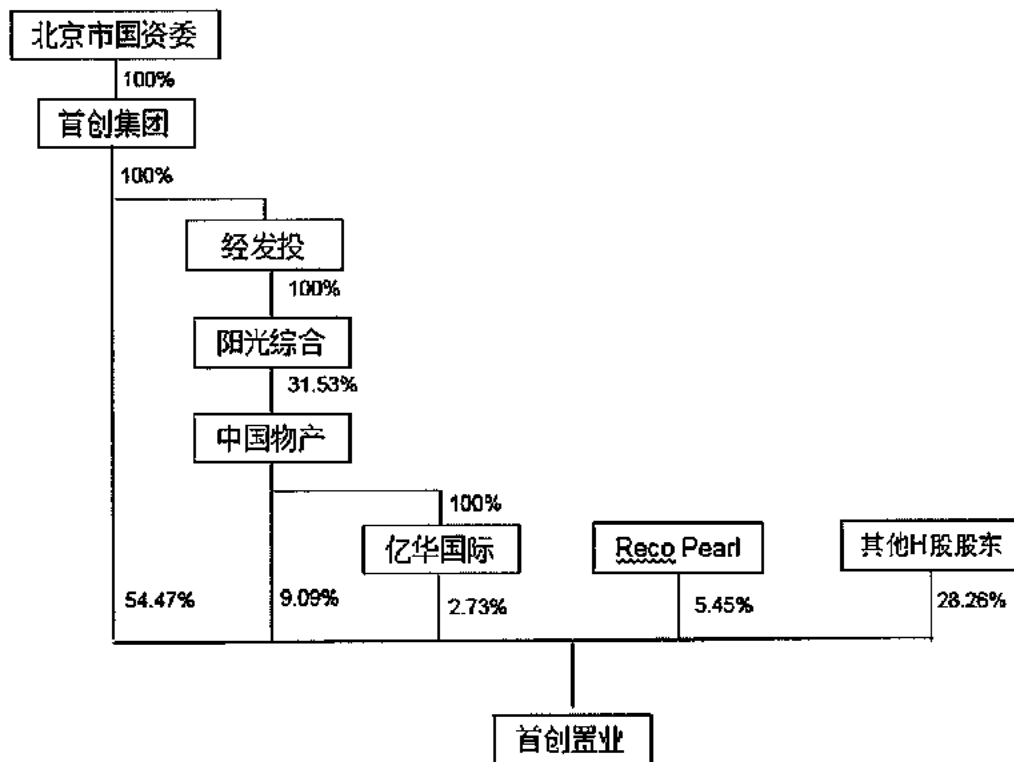 北京市国资委
100%
首创集团
100%
经发投
100%
阳光综合
31.53%
中国物产
100%
亿华国际
Reco Pearl
其他H股股东
54.47%
9.09%
2.73%
5.45%
28.26%
首创置业